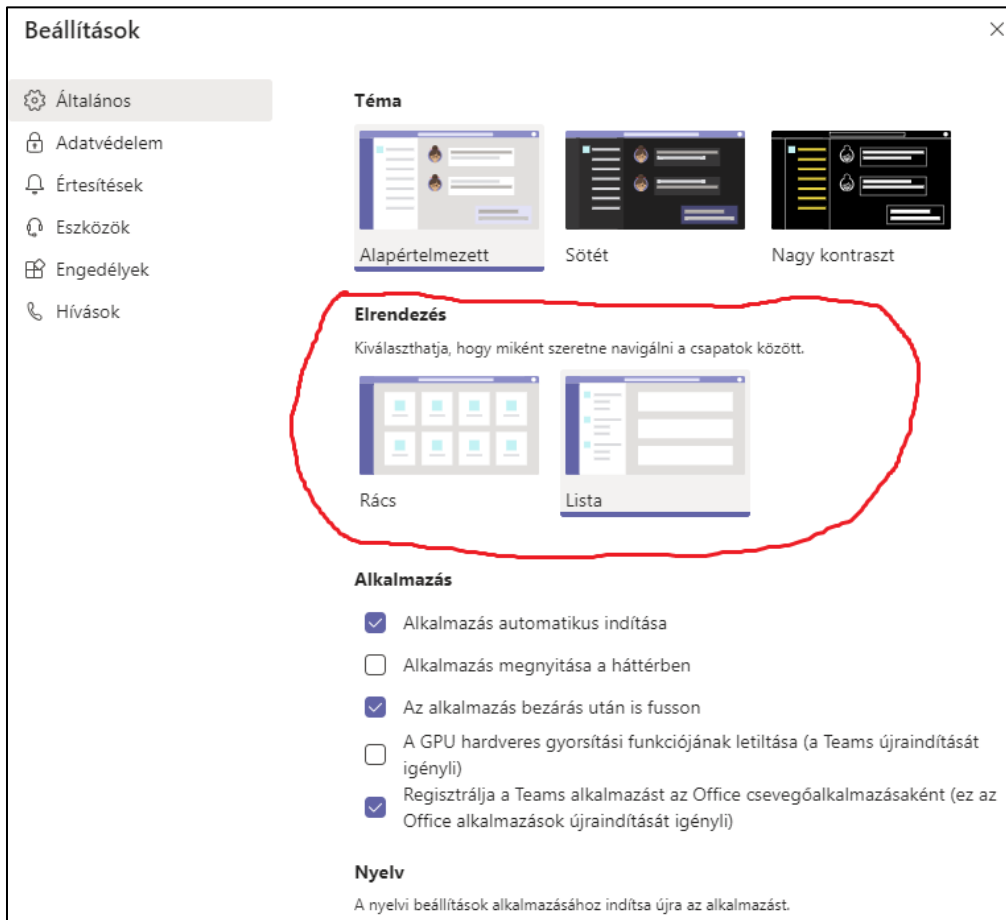 Beállítások
Általános
Adatvédelem
Értesítések
Eszközök
Engedélyek
Hívások
Téma
Alapértelmezett
Sötét
Nagy kontraszt
Elrendezés
Kiválaszthatja, hogy miként szeretne navigálni a csapatok között.
Rács
Lista
Alkalmazás
Alkalmazás automatikus indítása
Alkalmazás megnyitása a háttérben
Az alkalmazás bezárás után is fusson
A GPU hardveres gyorsítási funkciójának letiltása (a Teams újraindítását
igényli)
Regisztrálja a Teams alkalmazást az Office csevegőalkalmazásaként (ez az
Office alkalmazások újraindítását igényli)
Nyelv
A nyelvi beállítások alkalmazásához indítsa újra az alkalmazást.